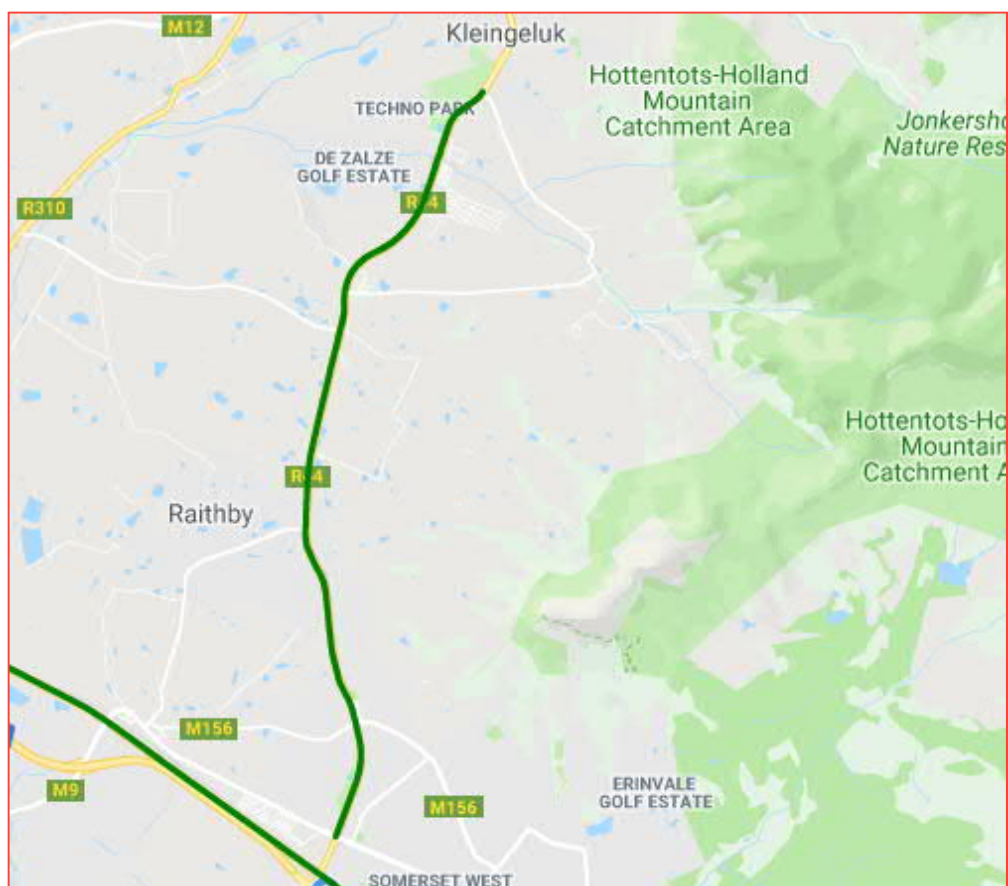 M12
Kleingeluk
Hottentots-Holland
Mountain
Catchment Area
TECHNO PARK
Jonkersho
Nature Res
DE ZALZE
GOLF ESTATE
R310
Hottentots-Ho
Mountain
Catchment A
Raithby
M156
M9
ERINVALE
GOLF ESTATE
M156
SOMERSET WEST